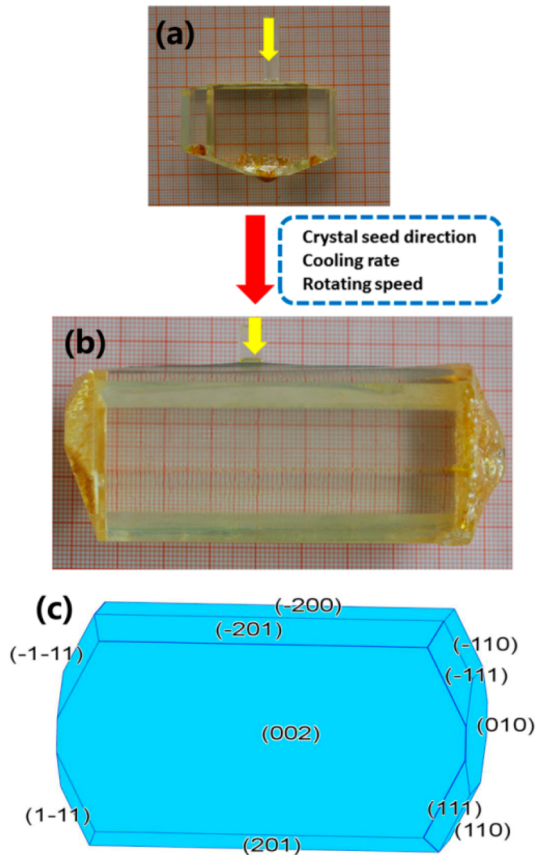 (a)
Crystal seed direction
Cooling rate
Rotating speed
(b)
(c)
(-200)
(-201)
(-110)
(-1-11)
(-111)
(010)
(002)
(1-11)
(111)
(110)
(201)